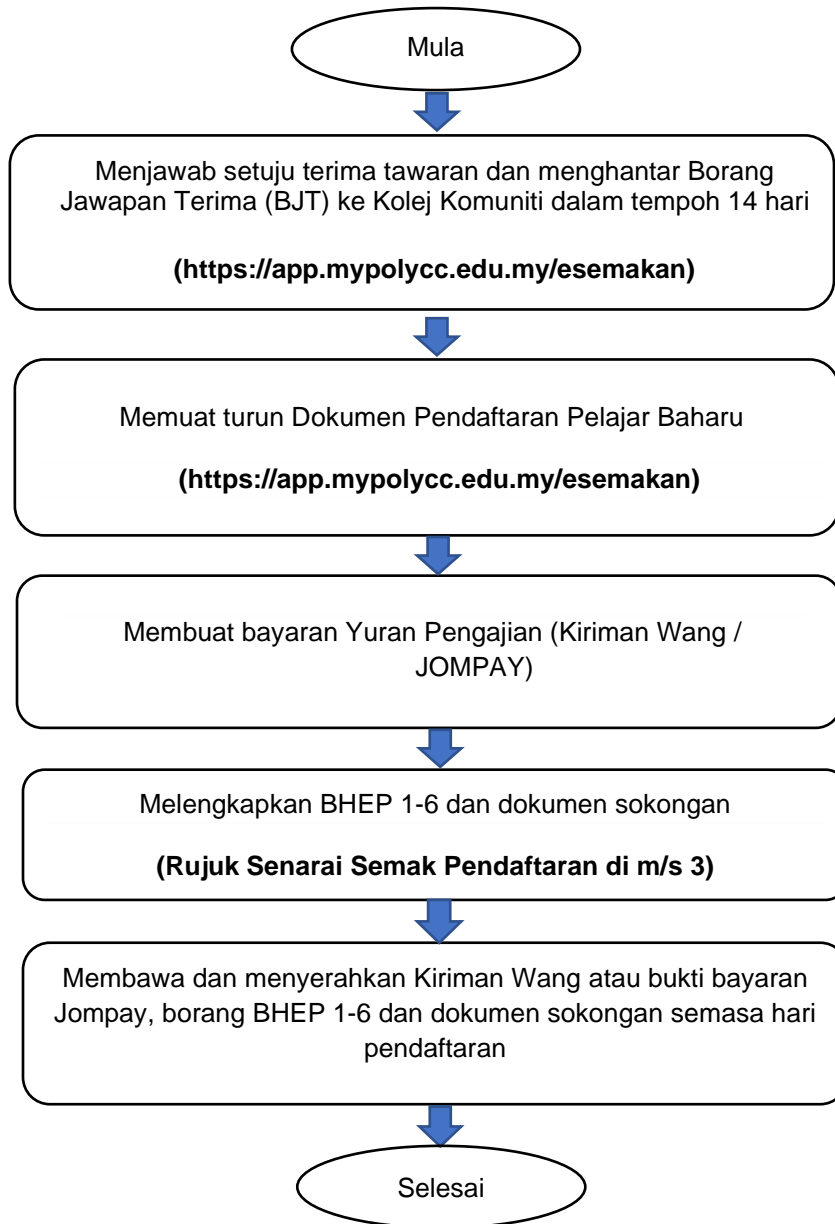 Mula
Menjawab setuju terima tawaran dan menghantar Borang
Jawapan Terima (BJT) ke Kolej Komuniti dalam tempoh 14 hari
(https://app.mypolycc.edu.my/esemakan)
Memuat turun Dokumen Pendaftaran Pelajar Baharu
(https://app.mypolycc.edu.my/esemakan)
Membuat bayaran Yuran Pengajian (Kiriman Wang /
JOMPAY)
Melengkapkan BHEP 1-6 dan dokumen sokongan
(Rujuk Senarai Semak Pendaftaran di m/s 3)
Membawa dan menyerahkan Kiriman Wang atau bukti bayaran
Jompay, borang BHEP 1-6 dan dokumen sokongan semasa hari
pendaftaran
Selesai